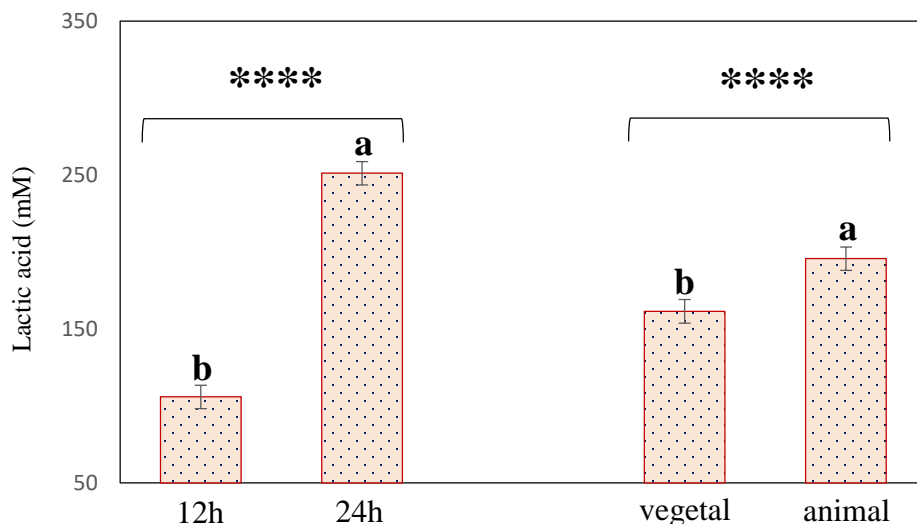 350
**** ****
a
250
a
Lactic acid (mM)
b
150
b
50
12h 24h vegetal animal